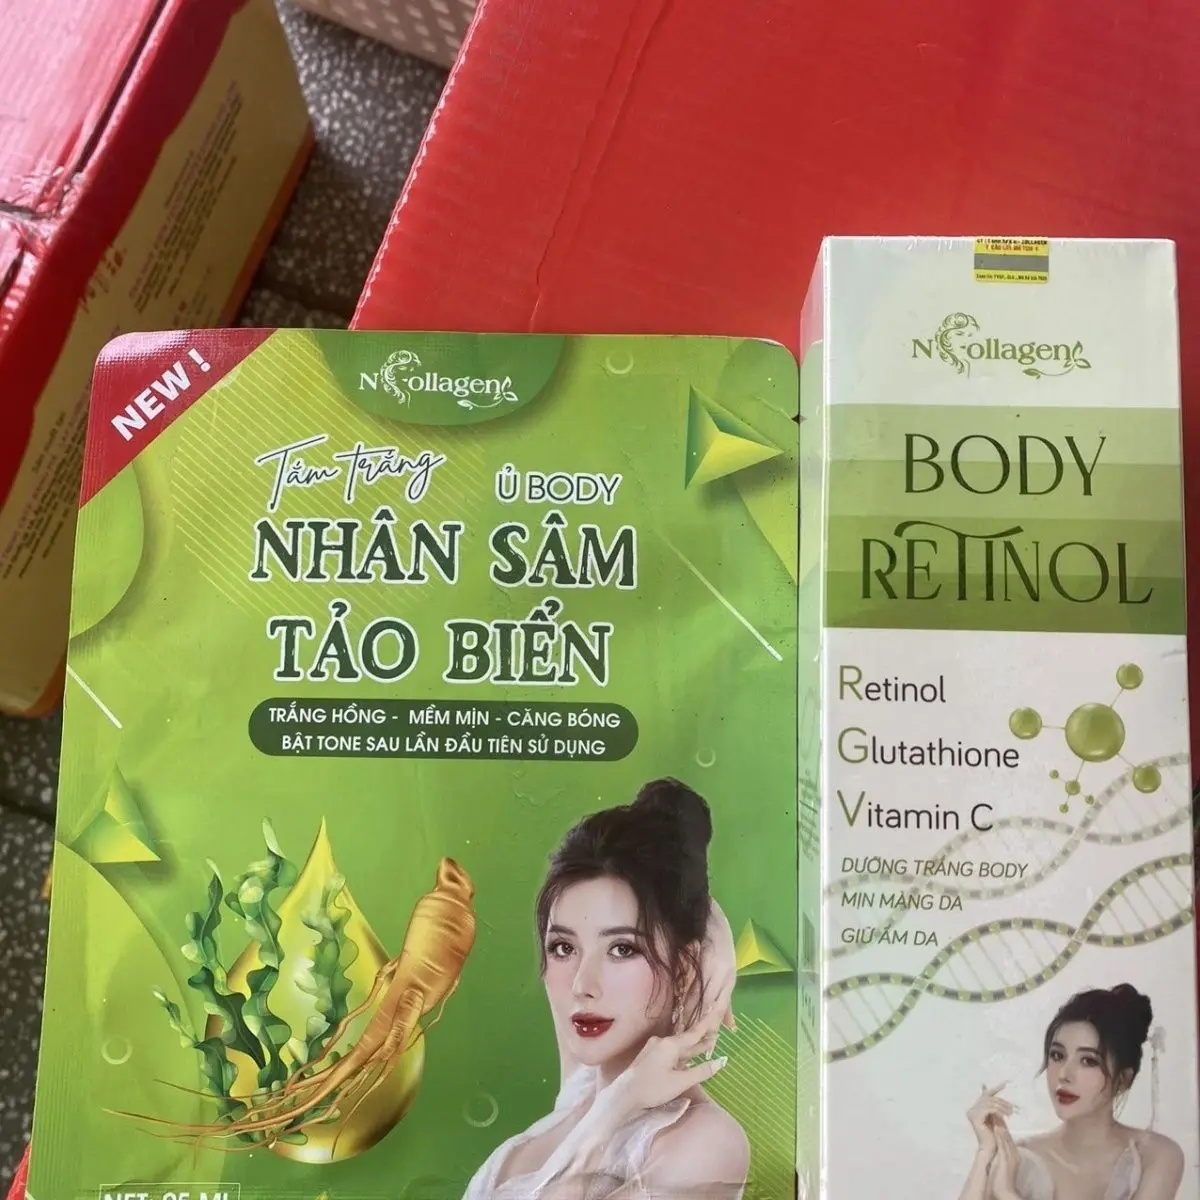 NEW !
N Collagen
Tắm trắng
Ủ BODY
NHÂN SÂM
TẢO BIỂN
TRẮNG HỒNG - MỀM MỊN - CĂNG BÓNG
BẬT TONE SAU LẦN ĐẦU TIÊN SỬ DỤNG
N Collagen
BODY
RETINOL
Retinol
Glutathione
Vitamin C
DƯỠNG TRẮNG BODY
MỊN MÀNG DA
GIỮ ẨM DA